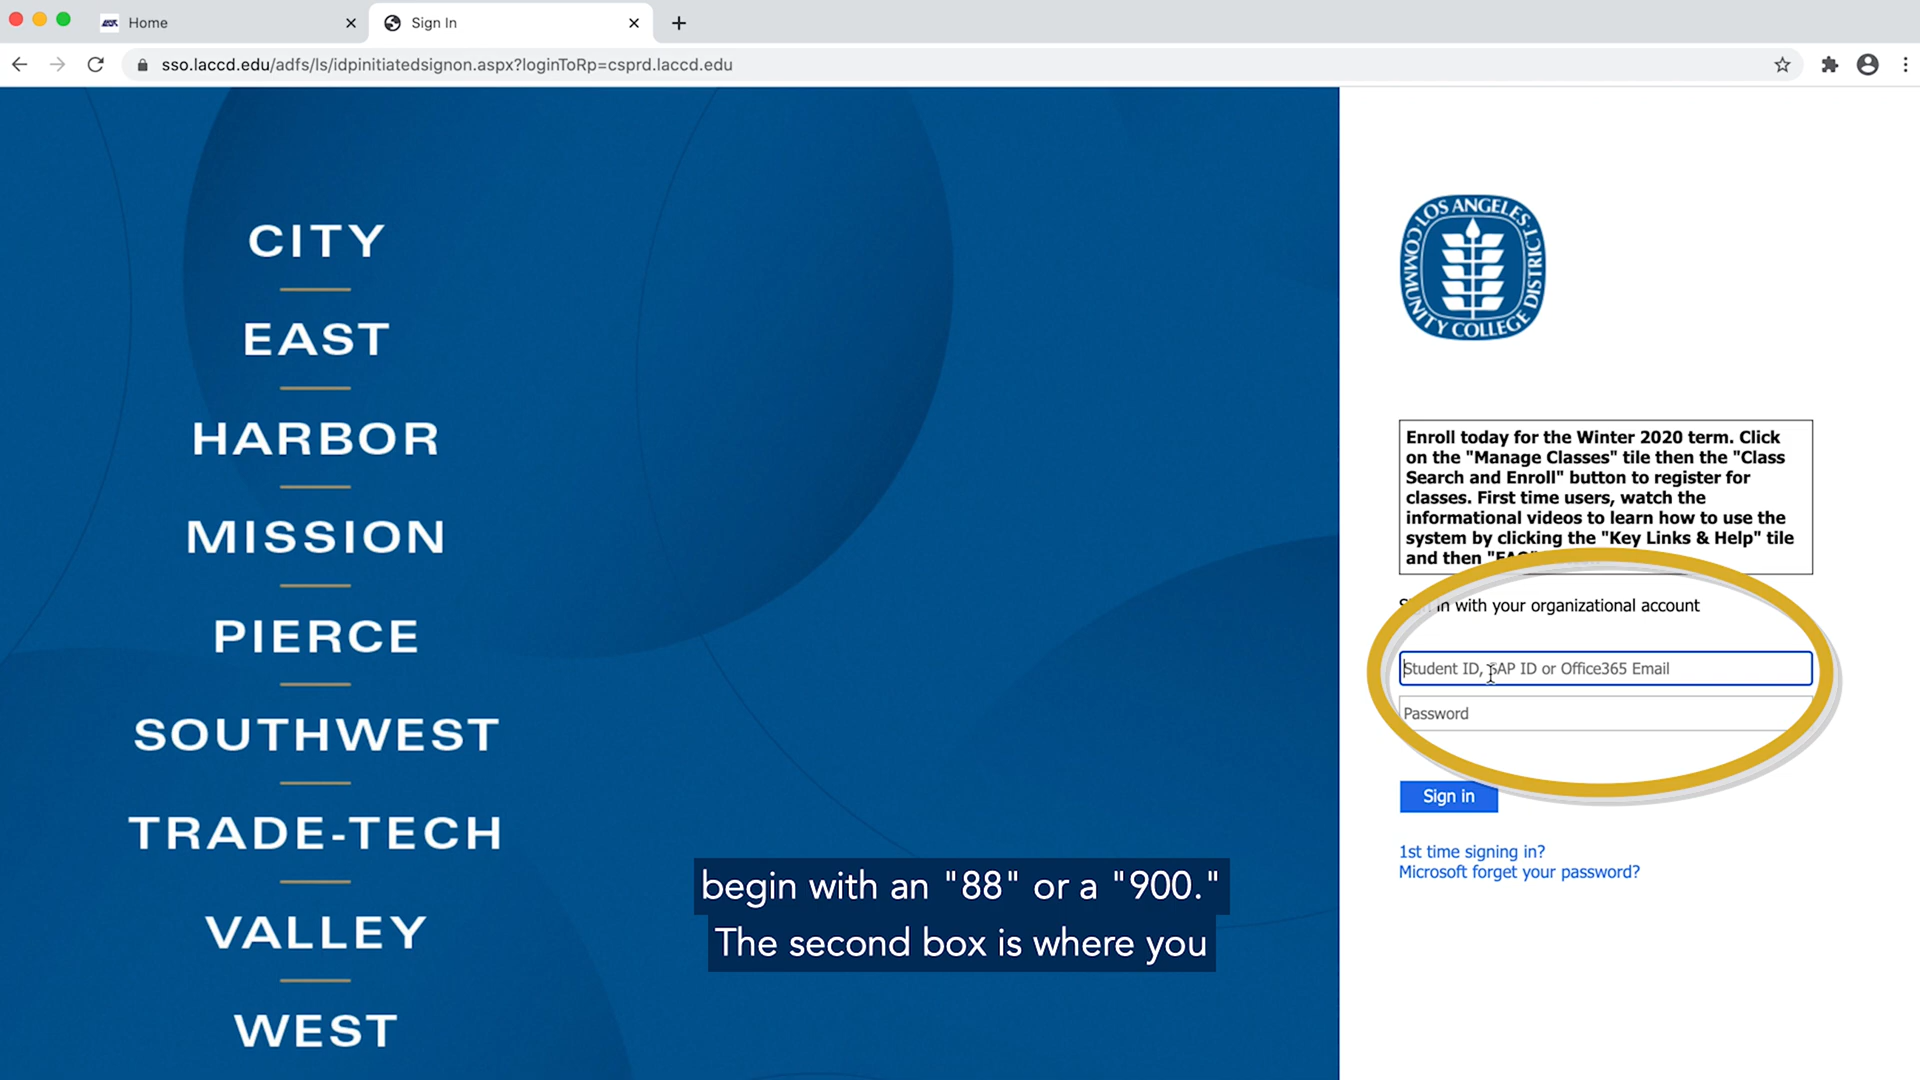 Home
Sign In
sso.laccd.edu/adfs/ls/idpinitiatedsignon.aspx?loginToRp=csprd.laccd.edu
CITY
EAST
HARBOR
MISSION
PIERCE
SOUTHWEST
TRADE-TECH
VALLEY
WEST
LOS ANGELES
COMMUNITY COLLEGE DISTRICT
Enroll today for the Winter 2020 term. Click
on the "Manage Classes" tile then the "Class
Search and Enroll" button to register for
classes. First time users, watch the
informational videos to learn how to use the
system by clicking the "Key Links & Help" tile
and then "FAQ"
in with your organizational account
Student ID, SAP ID or Office365 Email
Password
Sign in
1st time signing in?
Microsoft forget your password?
begin with an "88" or a "900."
The second box is where you